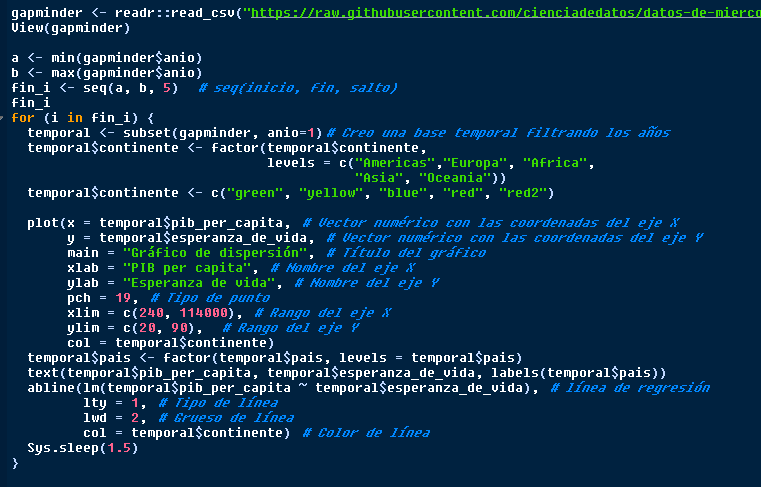 gapminder <- readr::read_csv("https://raw.githubusercontent.com/cienciadedatos/datos-de-mierco
View(gapminder)
a <- min(gapminder$anio)
b <- max(gapminder$anio)
fin_i <- seq(a, b, 5)  # seq(inicio, fin, salto)
fin_i
for (i in fin_i) {
  temporal <- subset(gapminder, anio=1) # Creo una base temporal filtrando los años
  temporal$continente <- factor(temporal$continente,
                                levels = c("Americas","Europa", "Africa",
                                           "Asia", "Oceania"))
  temporal$continente <- c("green", "yellow", "blue", "red", "red2")
  plot(x = temporal$pib_per_capita, # Vector numérico con las coordenadas del eje X
       y = temporal$esperanza_de_vida, # Vector numérico con las coordenadas del eje Y
       main = "Gráfico de dispersión", # Título del gráfico
       xlab = "PIB per capita", # Nombre del eje X
       ylab = "Esperanza de vida", # Nombre del eje Y
       pch = 19, # Tipo de punto
       xlim = c(240, 114000), # Rango del eje X
       ylim = c(20, 90),  # Rango del eje Y
       col = temporal$continente)
  temporal$pais <- factor(temporal$pais, levels = temporal$pais)
  text(temporal$pib_per_capita, temporal$esperanza_de_vida, labels(temporal$pais))
  abline(lm(temporal$pib_per_capita ~ temporal$esperanza_de_vida), # línea de regresión
         lty = 1, # Tipo de línea
         lwd = 2, # Grueso de línea
         col = temporal$continente) # Color de línea
  Sys.sleep(1.5)
}